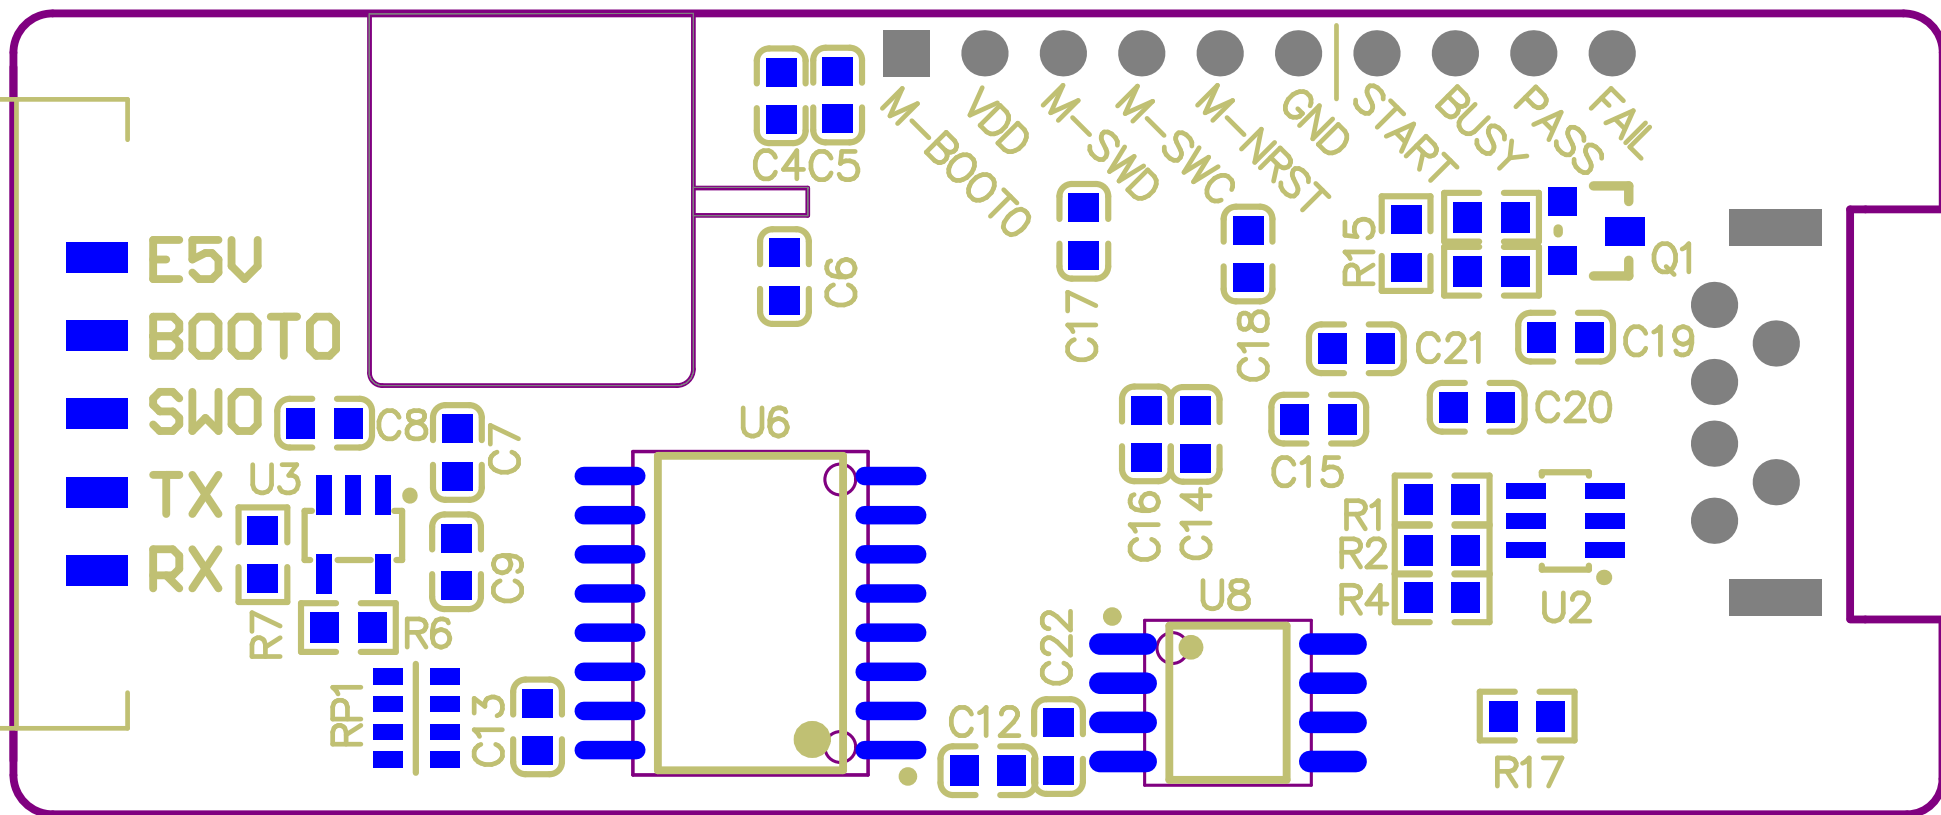 M-BOOT0
VDD
M-SWD
M-SWC
M-NRST
GND
START
BUSY
PASS
FAIL
C4
C5
E5V
BOOT0
SWO
TX
RX
C6
C17
C18
R15
Q1
C21
C19
C20
C8
C7
U6
C15
U3
C16
C14
R1
R2
R4
U2
C9
R7
R6
U8
C22
RP1
C13
C12
R17